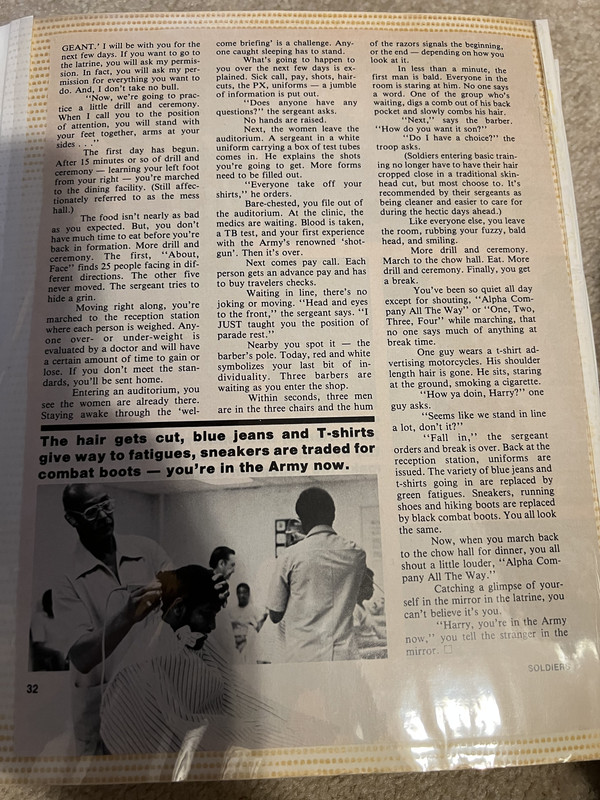 GEANT.' I will be with you for the
next few days. If you want to go to
the latrine, you will ask my permis-
sion. In fact, you will ask my per-
mission for everything you want to
do. And, I don't take no bull.
"Now, we're going to prac-
tice a little drill and ceremony.
When I call you to the position
of attention, you will stand with
your feet together, arms at your
sides . . ."
The first day has begun.
After 15 minutes or so of drill and
ceremony — learning your left foot
from your right — you're marched
to the dining facility. (Still affec-
tionately referred to as the mess
hall.)
The food isn't nearly as bad
as you expected. But, you don't
have much time to eat before you're
back in formation. More drill and
ceremony. The first, "About,
Face" finds 25 people facing in dif-
ferent directions. The other five
never moved. The sergeant tries to
hide a grin.
Moving right along, you're
marched to the reception station
where each person is weighed. Any-
one over- or under-weight is
evaluated by a doctor and will have
a certain amount of time to gain or
lose. If you don't meet the stan-
dards, you'll be sent home.
Entering an auditorium, you
see the women are already there.
Staying awake through the 'wel-
come briefing' is a challenge. Any-
one caught sleeping has to stand.
What's going to happen to
you over the next few days is ex-
plained. Sick call, pay, shots, hair-
cuts, the PX, uniforms — a jumble
of information is put out.
"Does anyone have any
questions?" the sergeant asks.
No hands are raised.
Next, the women leave the
auditorium. A sergeant in a white
uniform carrying a box of test tubes
comes in. He explains the shots
you're going to get. More forms
need to be filled out.
"Everyone take off your
shirts," he orders.
Bare-chested, you file out of
the auditorium. At the clinic, the
medics are waiting. Blood is taken,
a TB test, and your first experience
with the Army's renowned 'shot-
gun'. Then it's over.
Next comes pay call. Each
person gets an advance pay and has
to buy travelers checks.
Waiting in line, there's no
joking or moving. "Head and eyes
to the front," the sergeant says. "I
JUST taught you the position of
parade rest."
Nearby you spot it — the
barber's pole. Today, red and white
symbolizes your last bit of in-
dividuality. Three barbers are
waiting as you enter the shop.
Within seconds, three men
are in the three chairs and the hum
of the razors signals the beginning,
or the end — depending on how you
look at it.
In less than a minute, the
first man is bald. Everyone in the
room is staring at him. No one says
a word. One of the group who's
waiting, digs a comb out of his back
pocket and slowly combs his hair.
"Next," says the barber.
"How do you want it son?"
"Do I have a choice?" the
troop asks.
(Soldiers entering basic train-
ing no longer have to have their hair
cropped close in a traditional skin-
head cut, but most choose to. It's
recommended by their sergeants as
being cleaner and easier to care for
during the hectic days ahead.)
Like everyone else, you leave
the room, rubbing your fuzzy, bald
head, and smiling.
More drill and ceremony.
March to the chow hall. Eat. More
drill and ceremony. Finally, you get
a break.
You've been so quiet all day
except for shouting, "Alpha Com-
pany All The Way" or "One, Two,
Three, Four" while marching, that
no one says much of anything at
break time.
One guy wears a t-shirt ad-
vertising motorcycles. His shoulder
length hair is gone. He sits, staring
at the ground, smoking a cigarette.
"How ya doin, Harry?" one
guy asks.
"Seems like we stand in line
a lot, don't it?"
"Fall in," the sergeant
orders and break is over. Back at the
reception station, uniforms are
issued. The variety of blue jeans and
t-shirts going in are replaced by
green fatigues. Sneakers, running
shoes and hiking boots are replaced
by black combat boots. You all look
the same.
Now, when you march back
to the chow hall for dinner, you all
shout a little louder, "Alpha Com-
pany All The Way."
Catching a glimpse of your-
self in the mirror in the latrine, you
can't believe it's you.
"Harry, you're in the Army
now," you tell the stranger in the
mirror. □
The hair gets cut, blue jeans and T-shirts
give way to fatigues, sneakers are traded for
combat boots — you're in the Army now.
32
SOLDIERS